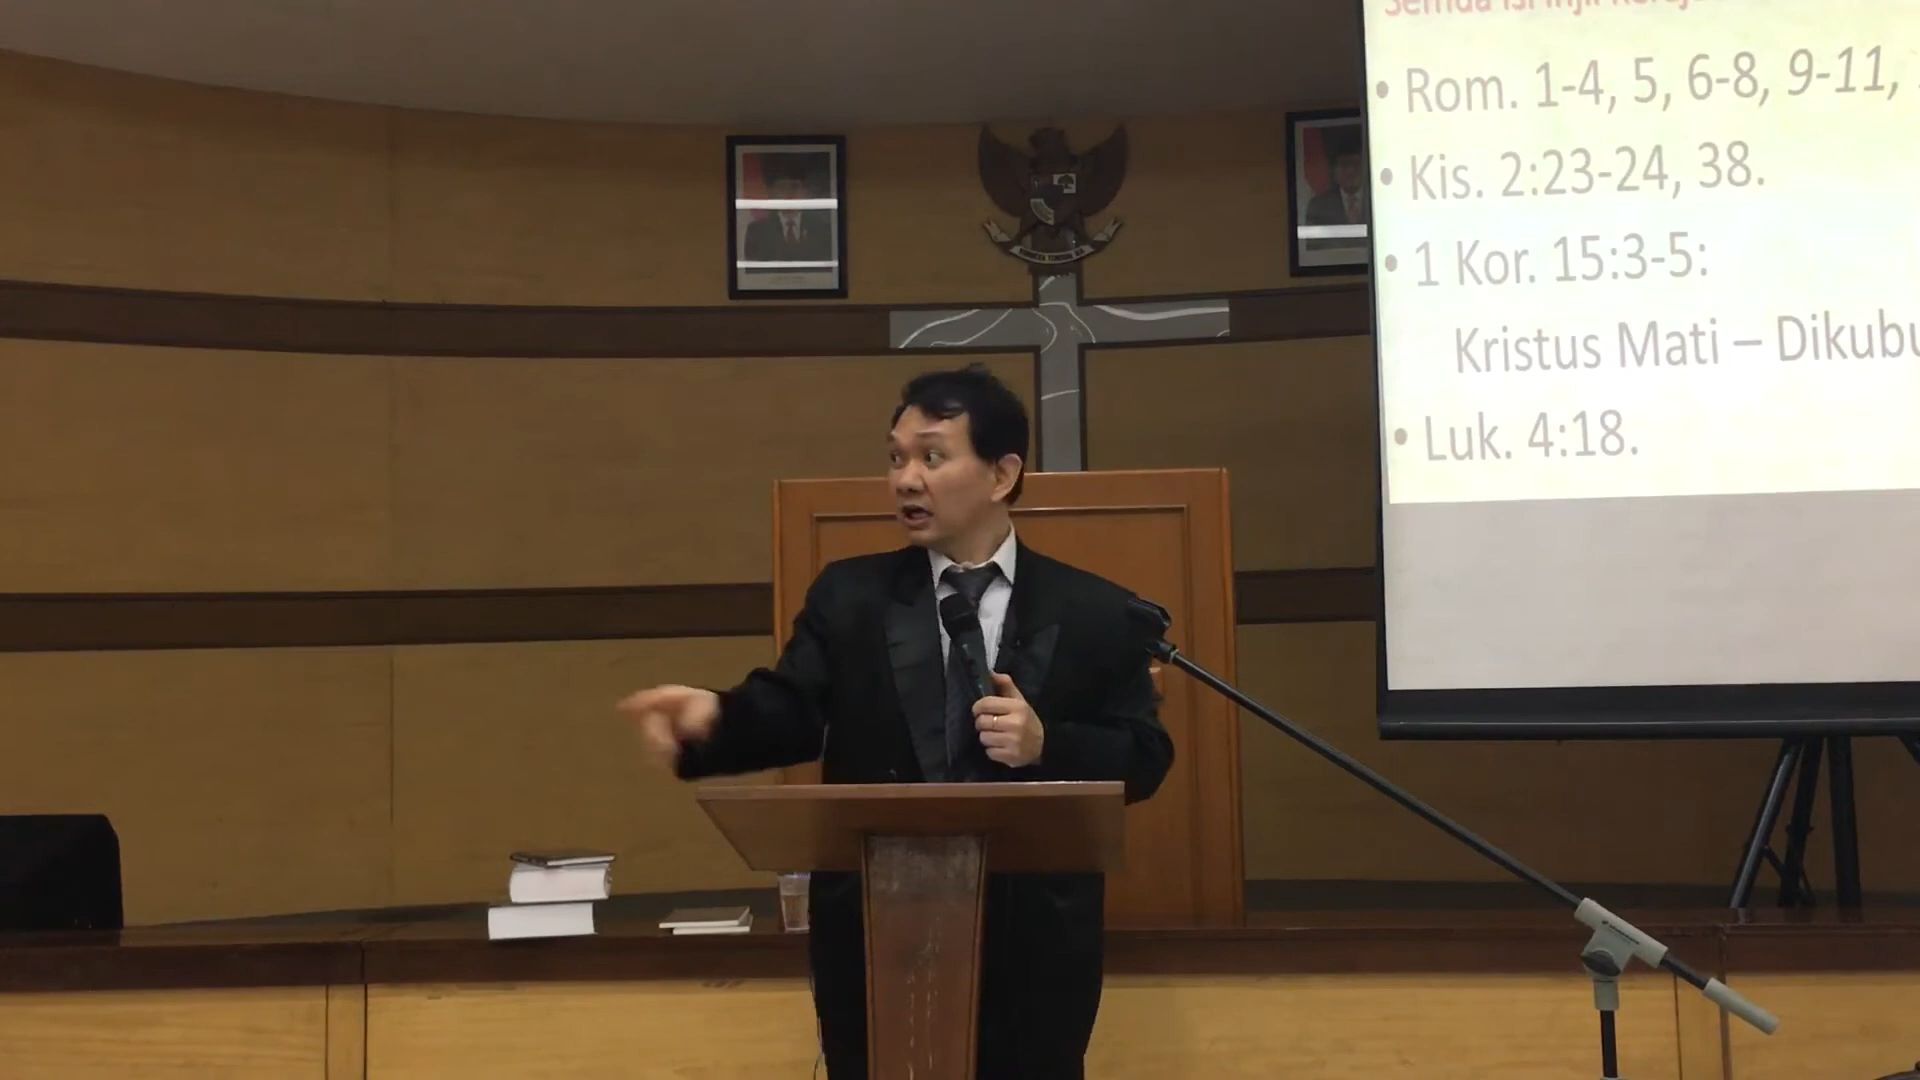 • Rom. 1-4, 5, 6-8, 9-11,
• Kis. 2:23-24, 38.
• 1 Kor. 15:3-5:
Kristus Mati – Dikubu
• Luk. 4:18.